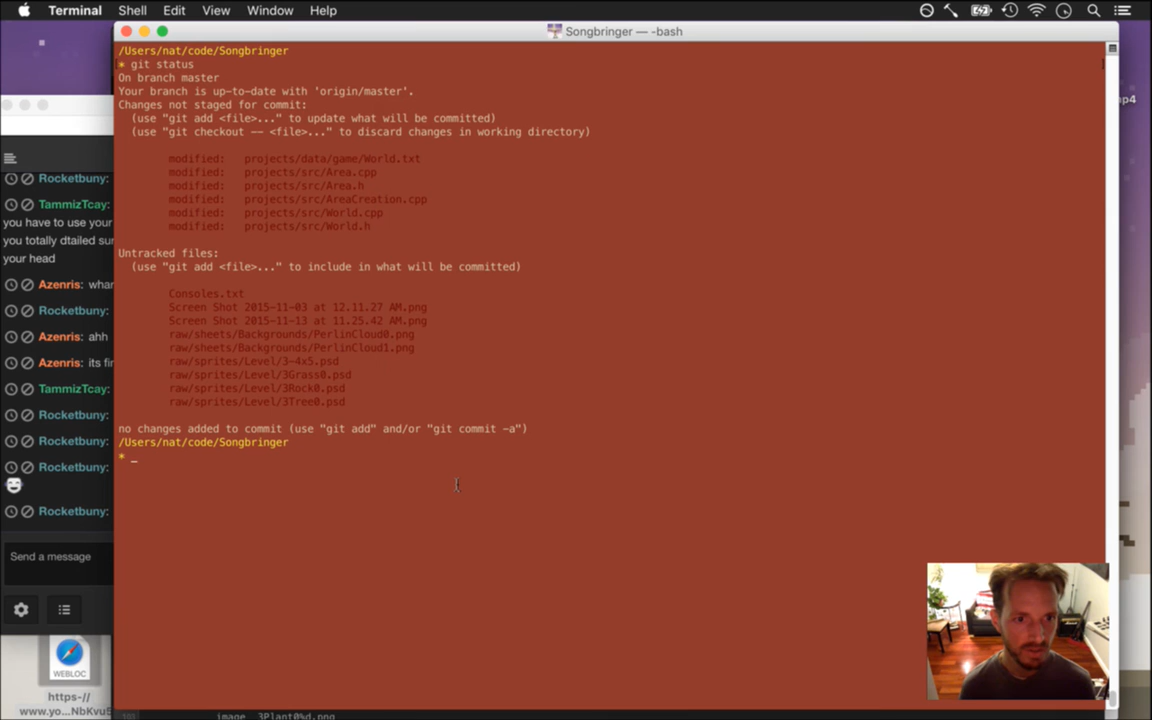 Terminal Shell Edit View Window Help
Songbringer — -bash
/Users/nat/code/Songbringer
* git status
On branch master
Your branch is up-to-date with 'origin/master'.
Changes not staged for commit:
(use "git add <file>..." to update what will be committed)
(use "git checkout -- <file>..." to discard changes in working directory)
modified: projects/data/game/World.txt
modified: projects/src/Area.cpp
modified: projects/src/Area.h
modified: projects/src/AreaCreation.cpp
modified: projects/src/World.cpp
modified: projects/src/World.h
Untracked files:
(use "git add <file>..." to include in what will be committed)
Consoles.txt
Screen Shot 2015-11-03 at 12.11.27 AM.png
Screen Shot 2015-11-13 at 11.25.42 AM.png
raw/sheets/Backgrounds/PerlinCloud0.png
raw/sheets/Backgrounds/PerlinCloud1.png
raw/sprites/Level/3-4x5.psd
raw/sprites/Level/3Grass0.psd
raw/sprites/Level/3Rock0.psd
raw/sprites/Level/3Tree0.psd
no changes added to commit (use "git add" and/or "git commit -a")
/Users/nat/code/Songbringer
* _
Rocketbuny:
TammizTcay:
you have to use your
you totally dtailed sur
your head
Azenris: whar
Rocketbuny:
Azenris: ahh
Azenris: its fir
TammizTcay:
Rocketbuny:
Rocketbuny:
Rocketbuny:
Rocketbuny:
Send a message
WEBLOC
https-//
www.yo...NbKvu5
image 3Plant0%d.png